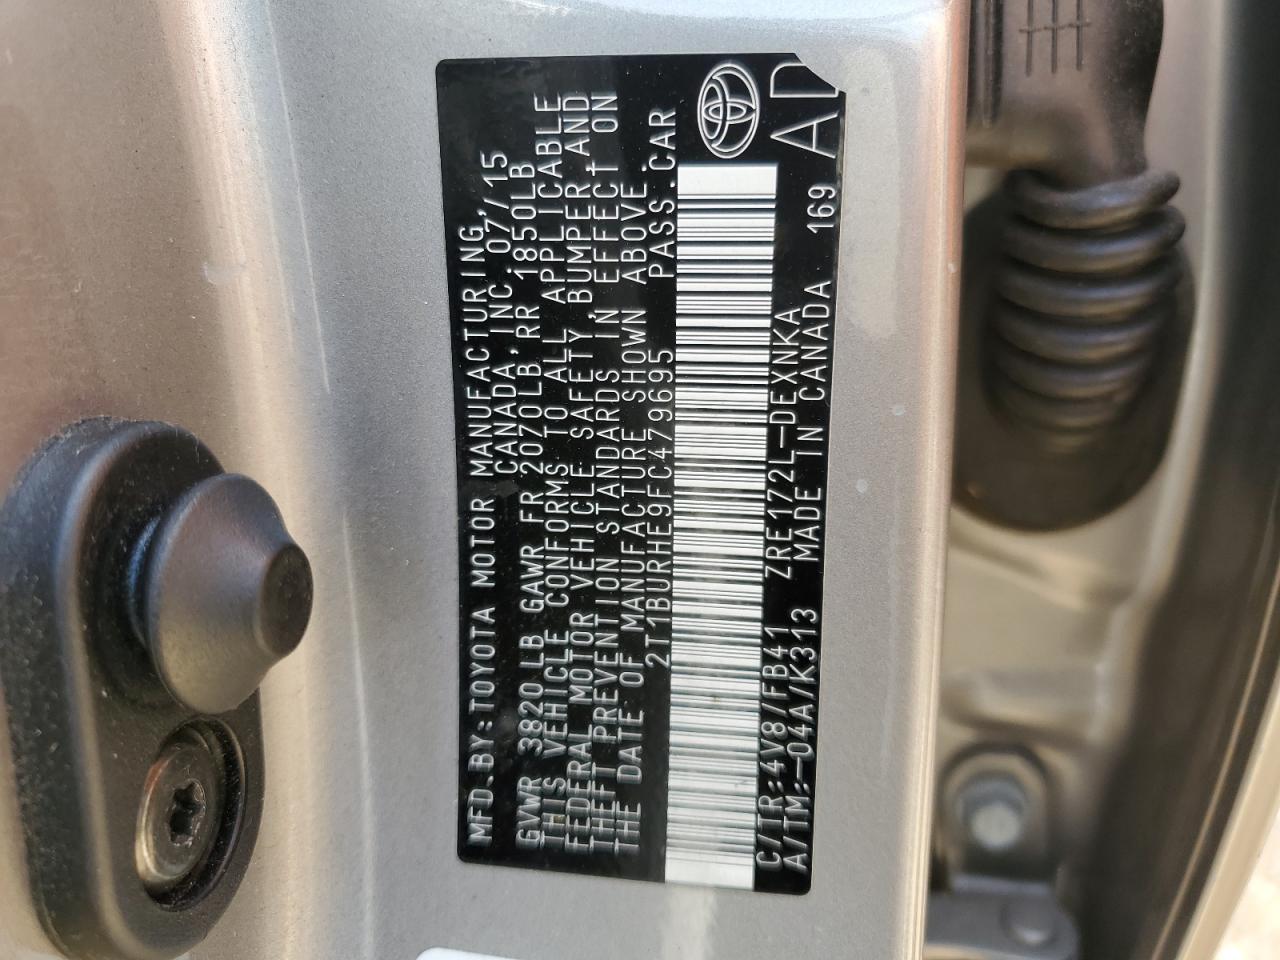 MFD.BY:TOYOTA MOTOR MANUFACTURING,
CANADA, INC. 07/15
GVWR 3820 LB GAWR FR 2070LB, RR 1850LB
THIS VEHICLE CONFORMS TO ALL APPLICABLE
FEDERAL MOTOR VEHICLE SAFETY,BUMPER AND
THEFT PREVENTION STANDARDS IN EFFECT ON
THE DATE OF MANUFACTURE SHOWN ABOVE.
2T1BURHE9FC479695 PASS.CAR
C/TR:4V8/FB41 ZRE172L-DEXNKA
A/TM:-04A/K313 MADE IN CANADA 169
AD